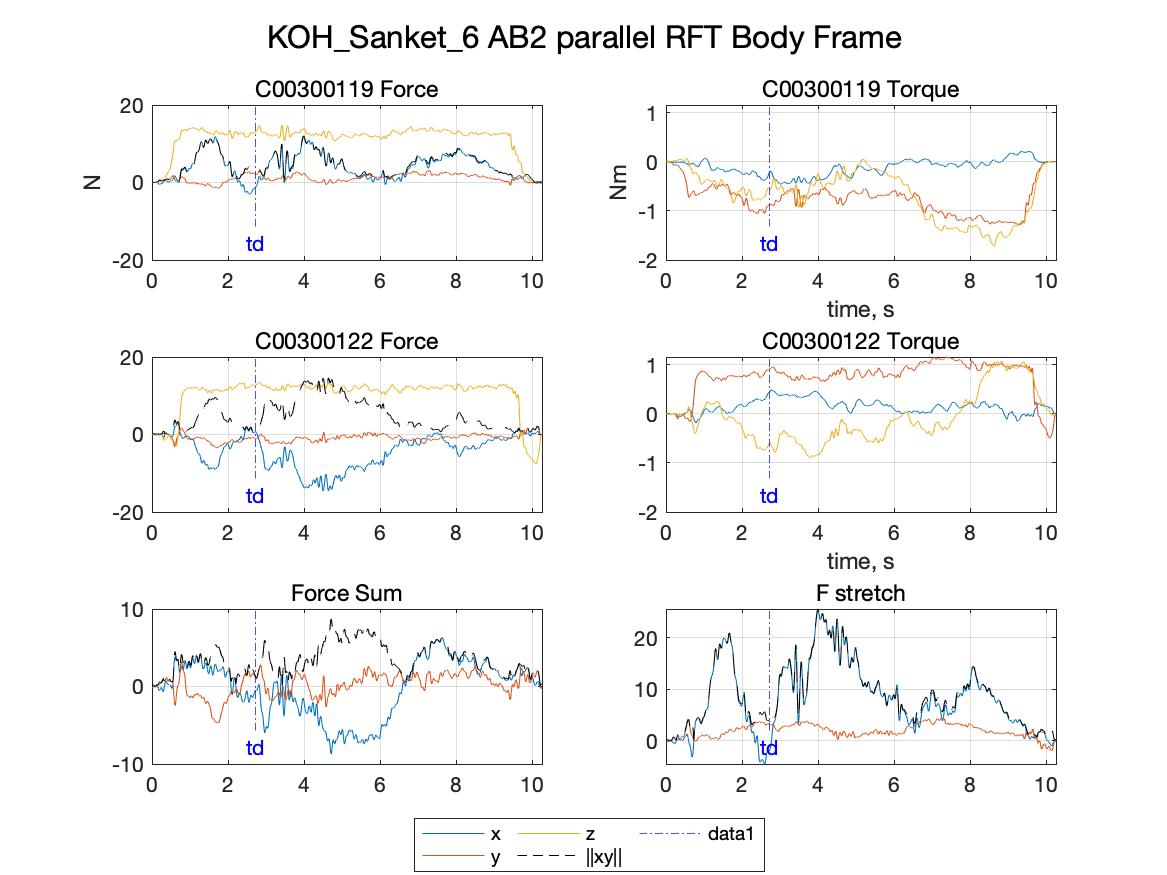 KOH_Sanket_6 AB2 parallel RFT Body Frame
C00300119 Force
20
0
-20
N
td
0 2 4 6 8 10
C00300119 Torque
1
0
-1
-2
Nm
td
0 2 4 6 8 10
time, s
C00300122 Force
20
0
-20
td
0 2 4 6 8 10
C00300122 Torque
1
0
-1
-2
td
0 2 4 6 8 10
time, s
Force Sum
10
0
-10
td
0 2 4 6 8 10
F stretch
20
10
0
td
0 2 4 6 8 10
x z data1
y ||xy||